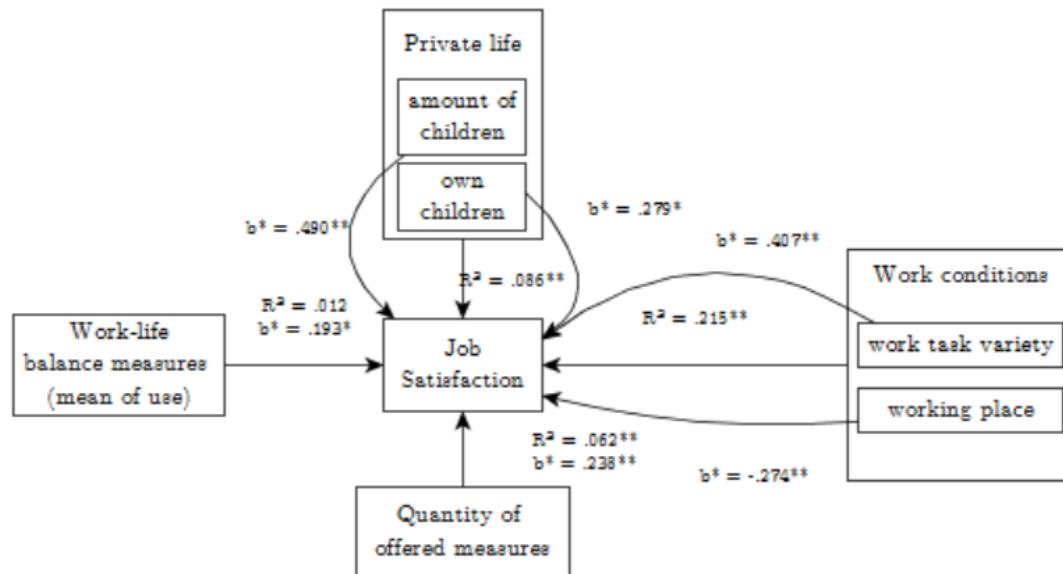 Private life
amount of
children
own
children
b* = .490**
b* = .279*
b* = .407**
R² = .086**
Work conditions
R² = .012
b* = .193*
R² = .215**
Work-life
balance measures
(mean of use)
Job
Satisfaction
work task variety
working place
R² = .062**
b* = .238**
b* = -.274**
Quantity of
offered measures